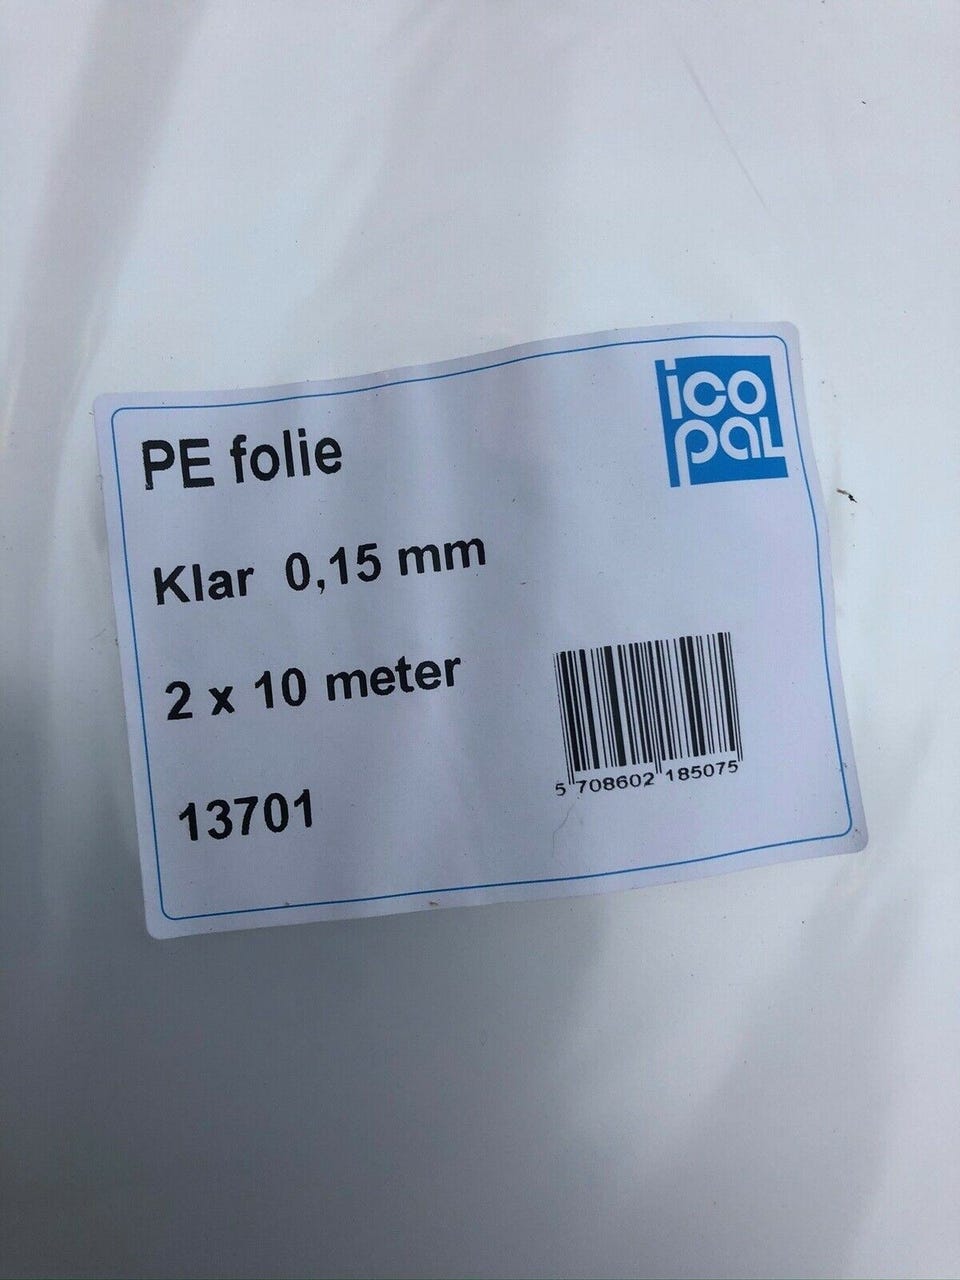 ico
pal
PE folie
Klar 0,15 mm
2 x 10 meter
13701
5 708602 185075